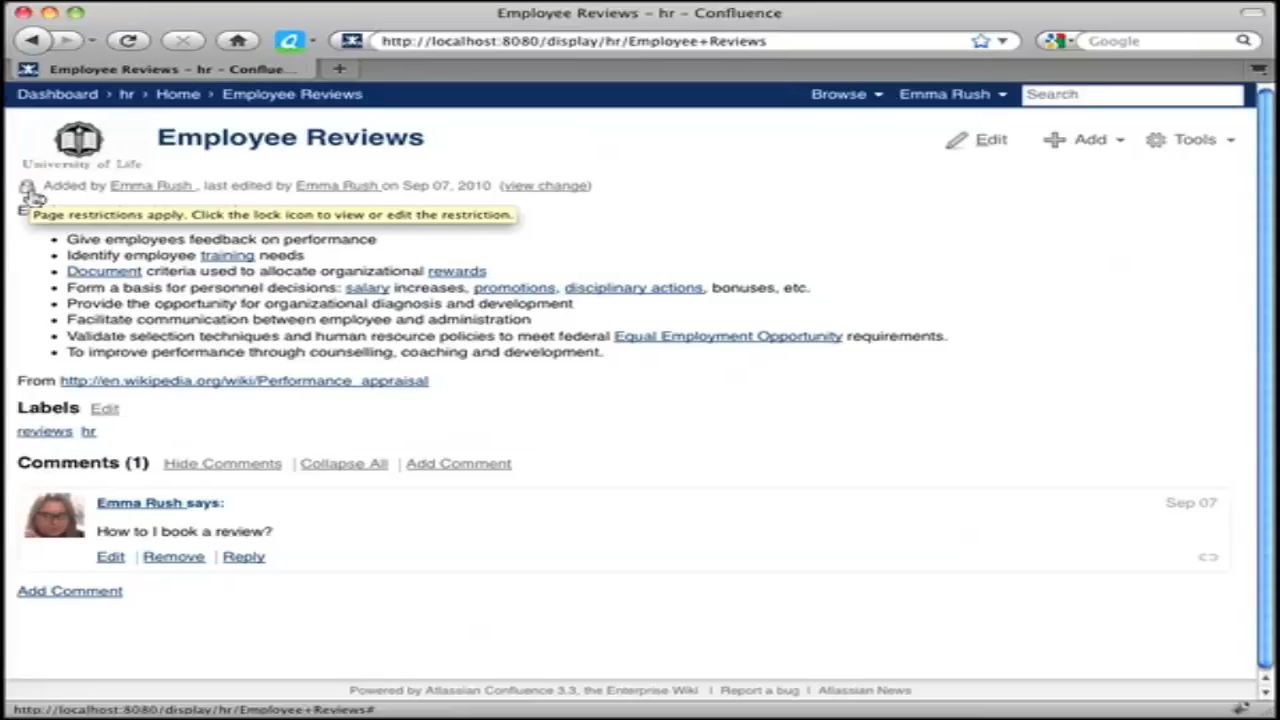 Employee Reviews – hr – Confluence
http://localhost:8080/display/hr/Employee+Reviews
Google
Employee Reviews – hr – Conflue...
Dashboard › hr › Home › Employee Reviews
Browse Emma Rush Search
University of Life
Employee Reviews
Edit Add Tools
Added by Emma Rush , last edited by Emma Rush on Sep 07, 2010 (view change)
Page restrictions apply. Click the lock icon to view or edit the restriction.
• Give employees feedback on performance
• Identify employee training needs
• Document criteria used to allocate organizational rewards
• Form a basis for personnel decisions: salary increases, promotions, disciplinary actions, bonuses, etc.
• Provide the opportunity for organizational diagnosis and development
• Facilitate communication between employee and administration
• Validate selection techniques and human resource policies to meet federal Equal Employment Opportunity requirements.
• To improve performance through counselling, coaching and development.
From http://en.wikipedia.org/wiki/Performance_appraisal
Labels Edit
reviews hr
Comments (1) Hide Comments | Collapse All | Add Comment
Emma Rush says: Sep 07
How to I book a review?
Edit | Remove | Reply
Add Comment
Powered by Atlassian Confluence 3.3, the Enterprise Wiki | Report a bug | Atlassian News
http://localhost:8080/display/hr/Employee+Reviews#